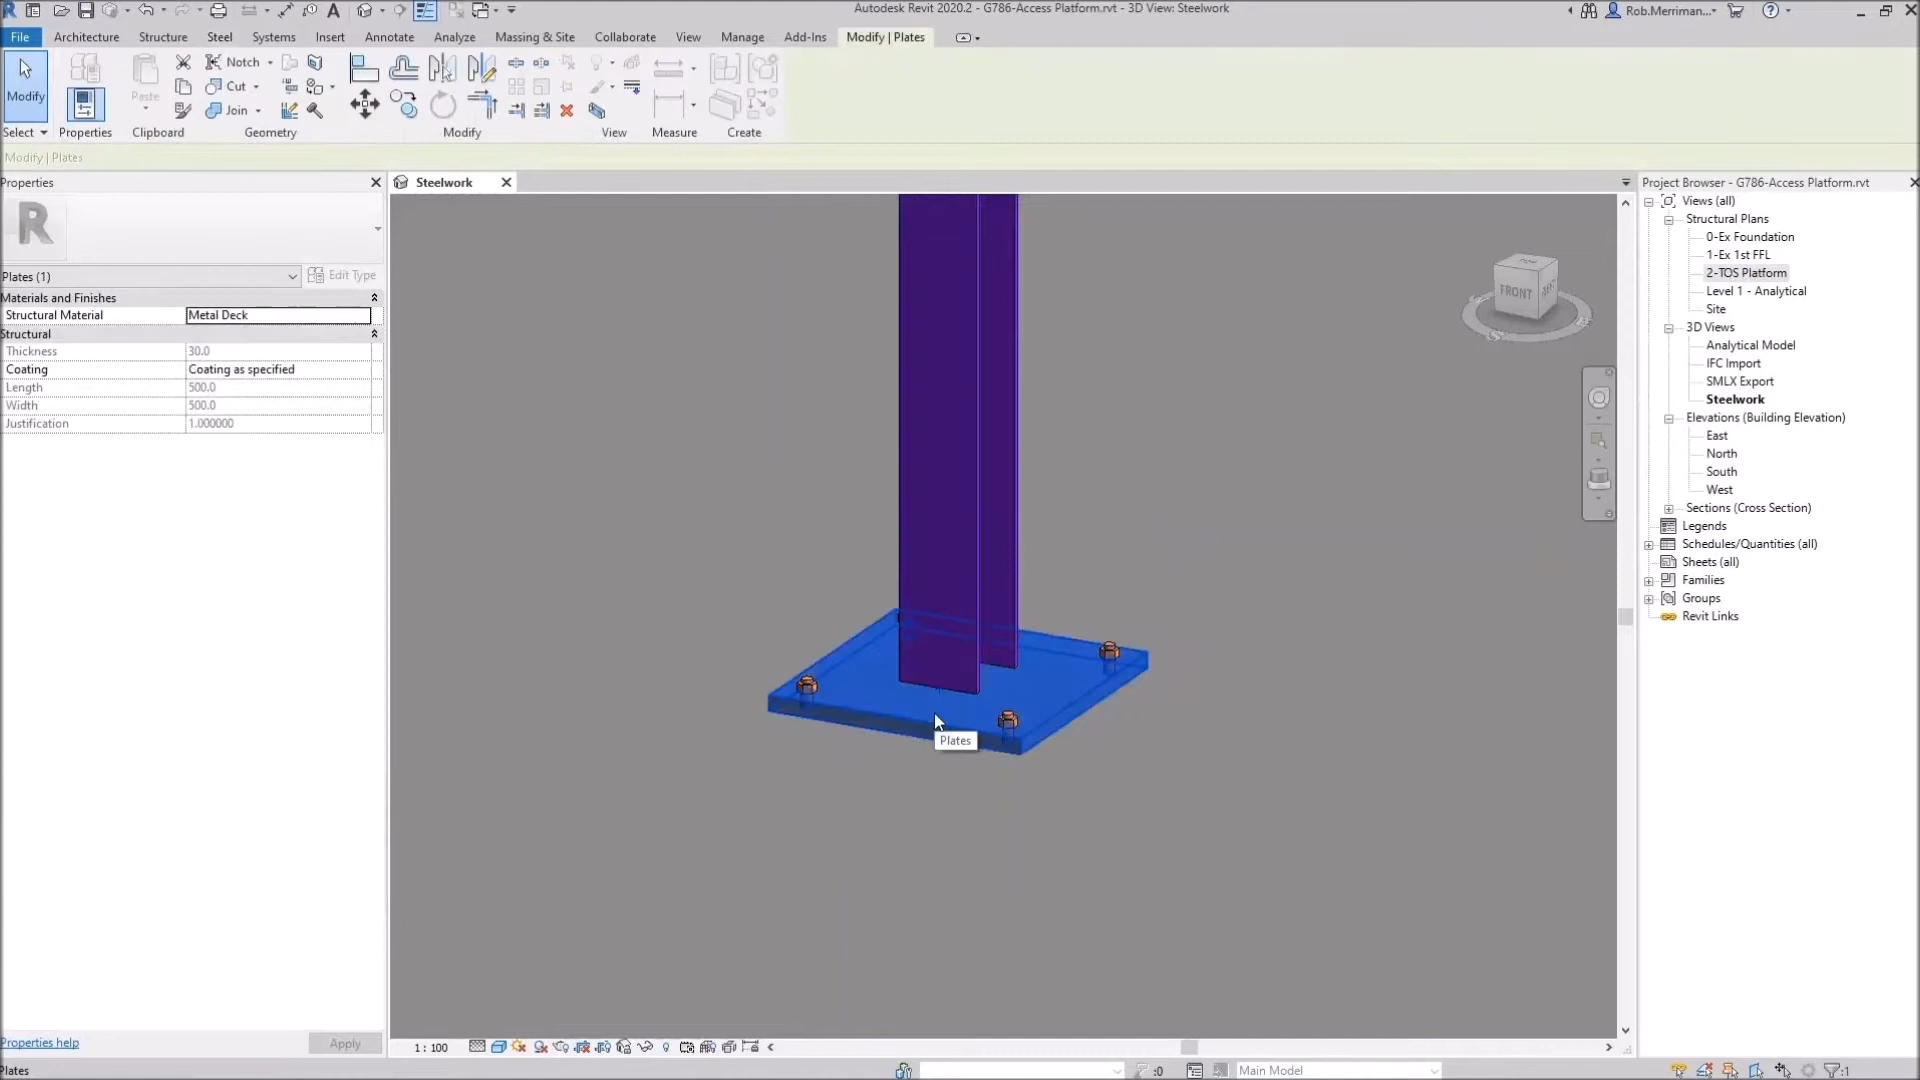 Autodesk Revit 2020.2 - G786-Access Platform.rvt - 3D View: Steelwork
Rob.Merriman...
File Architecture Structure Steel Systems Insert Annotate Analyze Massing & Site Collaborate View Manage Add-Ins Modify | Plates
Modify
Paste
Notch
Cut
Join
Select Properties Clipboard Geometry Modify View Measure Create
Modify | Plates
Properties
Steelwork
Project Browser - G786-Access Platform.rvt
Plates (1)
Edit Type
Materials and Finishes
Structural Material Metal Deck
Structural
Thickness 30.0
Coating Coating as specified
Length 500.0
Width 500.0
Justification 1.000000
TOP
FRONT
Plates
Views (all)
Structural Plans
0-Ex Foundation
1-Ex 1st FFL
2-TOS Platform
Level 1 - Analytical
Site
3D Views
Analytical Model
IFC Import
SMLX Export
Steelwork
Elevations (Building Elevation)
East
North
South
West
Sections (Cross Section)
Legends
Schedules/Quantities (all)
Sheets (all)
Families
Groups
Revit Links
Properties help
Apply
1 : 100
Plates
:0
Main Model
:1